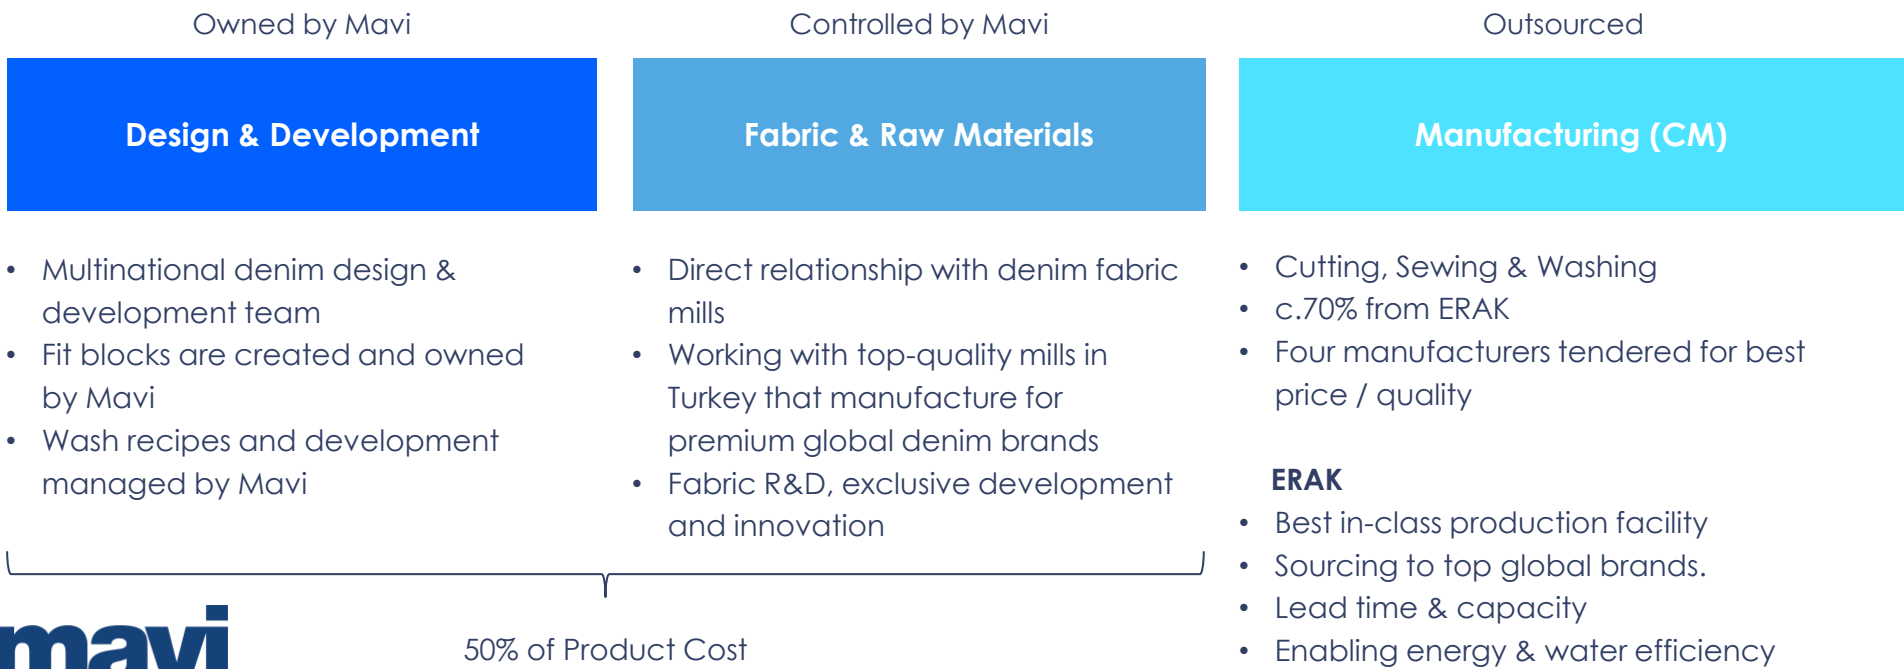 Owned by Mavi
Design & Development
• Multinational denim design &
development team
• Fit blocks are created and owned
by Mavi
• Wash recipes and development
managed by Mavi
Controlled by Mavi
Fabric & Raw Materials
• Direct relationship with denim fabric
mills
• Working with top-quality mills in
Turkey that manufacture for
premium global denim brands
• Fabric R&D, exclusive development
and innovation
50% of Product Cost
Outsourced
Manufacturing (CM)
• Cutting, Sewing & Washing
• c.70% from ERAK
• Four manufacturers tendered for best
price / quality
ERAK
• Best in-class production facility
• Sourcing to top global brands.
• Lead time & capacity
• Enabling energy & water efficiency
mavi